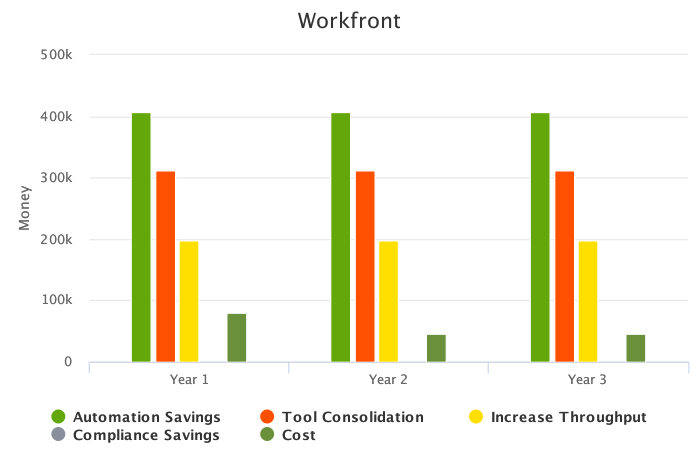 Workfront
500k
400k
300k
200k
100k
0
Money
Year 1 Year 2 Year 3
Automation Savings Tool Consolidation Increase Throughput
Compliance Savings Cost